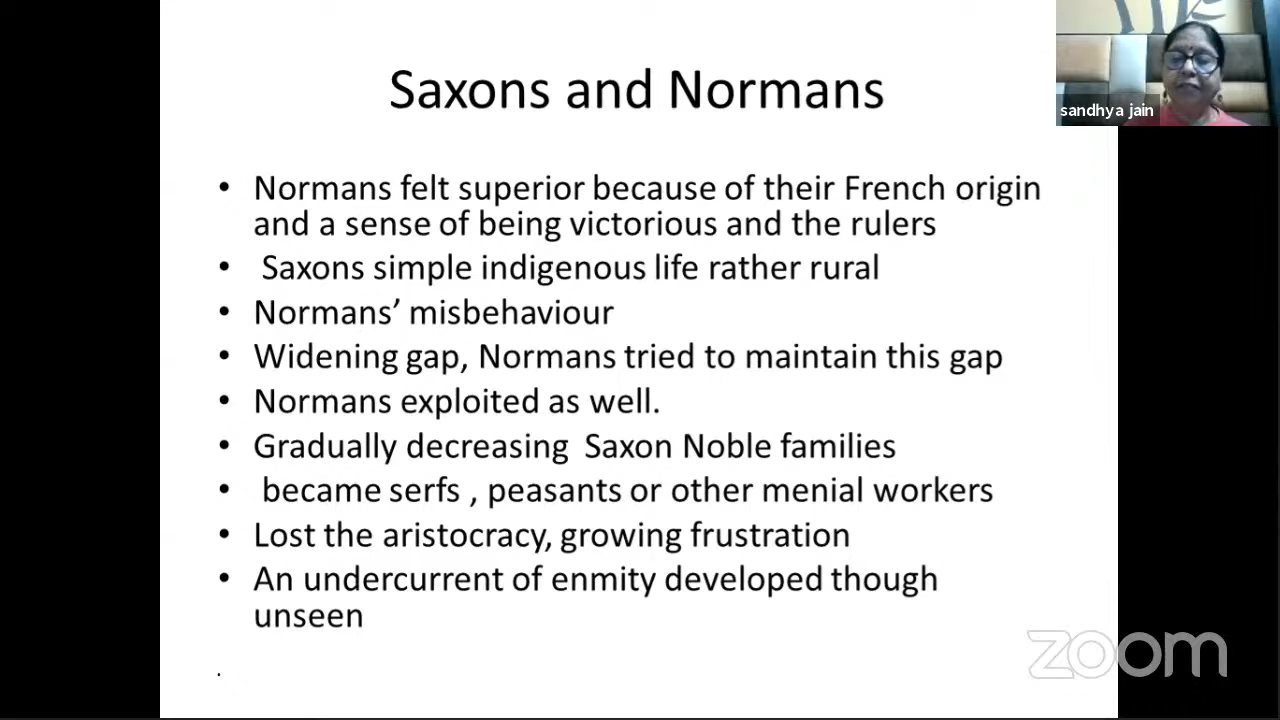 Saxons and Normans
sandhya jain
• Normans felt superior because of their French origin
and a sense of being victorious and the rulers
• Saxons simple indigenous life rather rural
• Normans’ misbehaviour
• Widening gap, Normans tried to maintain this gap
• Normans exploited as well.
• Gradually decreasing  Saxon Noble families
• became serfs , peasants or other menial workers
• Lost the aristocracy, growing frustration
• An undercurrent of enmity developed though
unseen
zoom
.